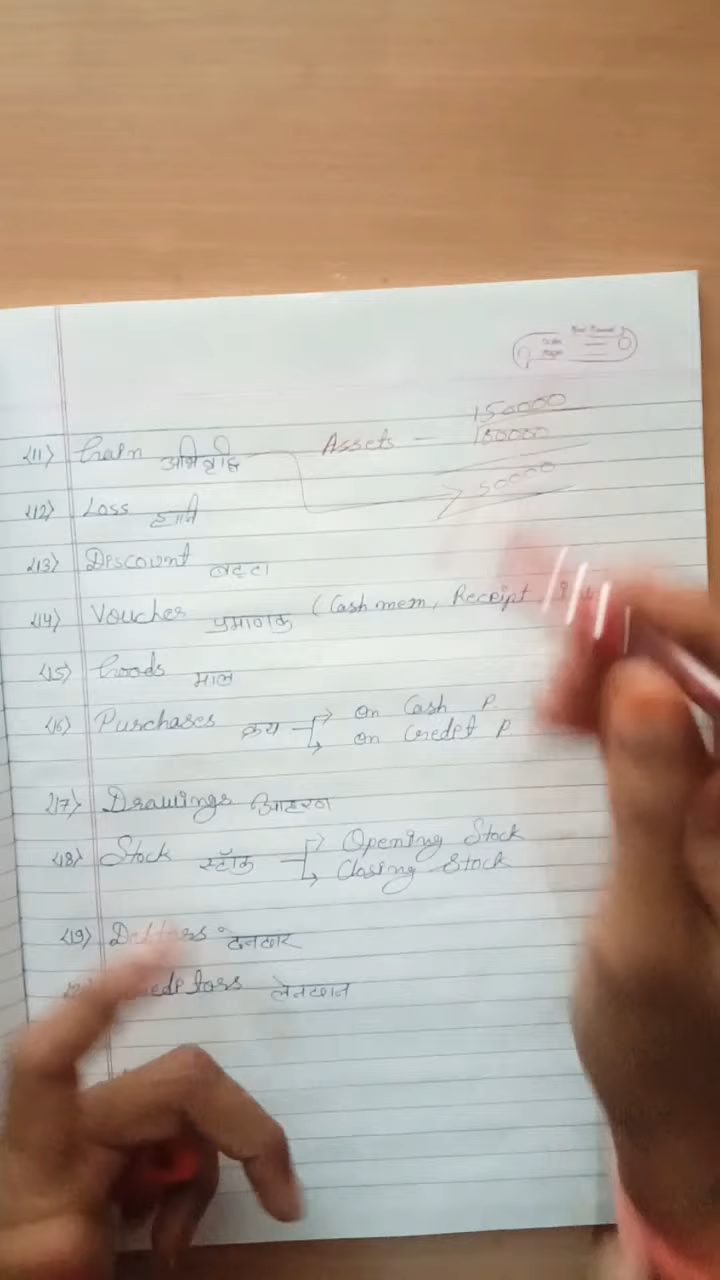 150000
(11) Gain अभिवृद्धि Assets — 100000
50000
(12) Loss हानि
(13) Discount बट्टा
(14) Voucher प्रमाणक (Cash mem, Receipt,
(15) Goods माल
(16) Purchases क्रय → on Cash P
→ on Credit P
(17) Drawings आहरण
(18) Stock स्टॉक → Opening Stock
→ Closing Stock
(19) Debtors देनदार
Creditors लेनदान